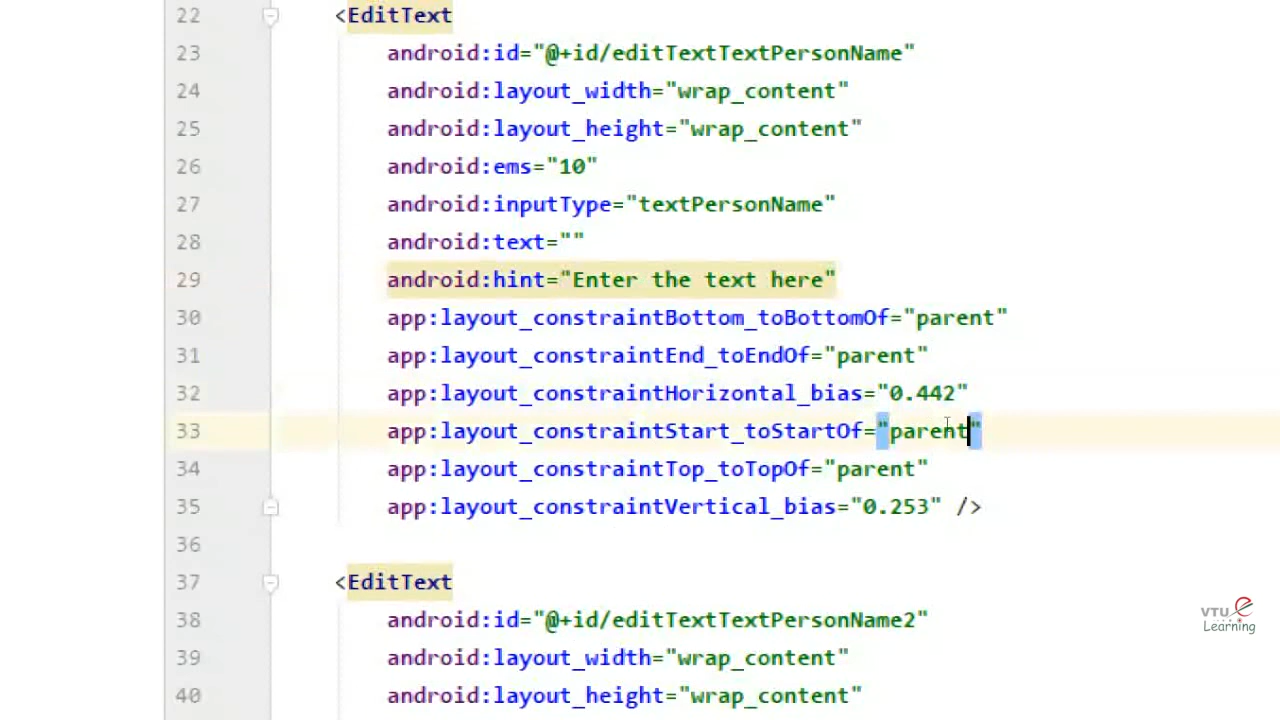 22 <EditText
23 android:id="@+id/editTextTextPersonName"
24 android:layout_width="wrap_content"
25 android:layout_height="wrap_content"
26 android:ems="10"
27 android:inputType="textPersonName"
28 android:text=""
29 android:hint="Enter the text here"
30 app:layout_constraintBottom_toBottomOf="parent"
31 app:layout_constraintEnd_toEndOf="parent"
32 app:layout_constraintHorizontal_bias="0.442"
33 app:layout_constraintStart_toStartOf="parent"
34 app:layout_constraintTop_toTopOf="parent"
35 app:layout_constraintVertical_bias="0.253" />
36
37 <EditText
38 android:id="@+id/editTextTextPersonName2"
39 android:layout_width="wrap_content"
40 android:layout_height="wrap_content"
VTU e
Learning